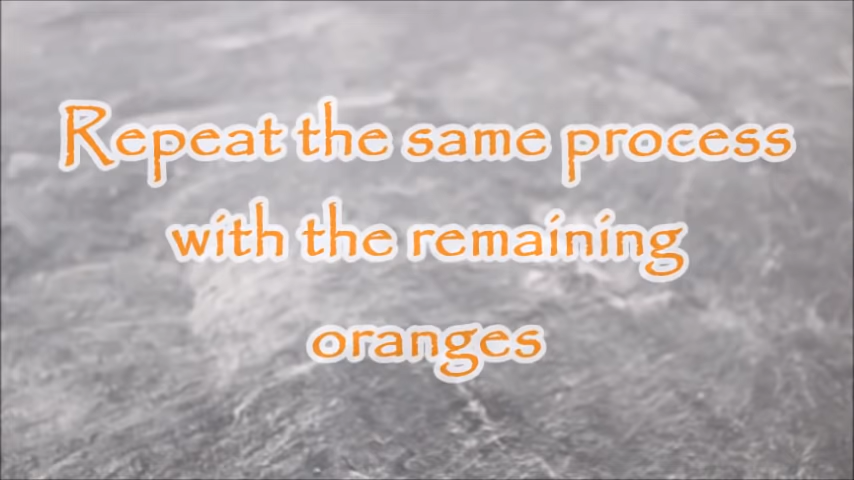 Repeat the same process
with the remaining
oranges